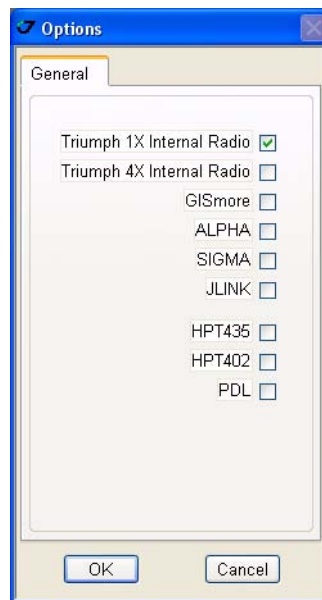 Options
General
Triumph 1X Internal Radio
Triumph 4X Internal Radio
GISmore
ALPHA
SIGMA
JLINK
HPT435
HPT402
PDL
OK
Cancel